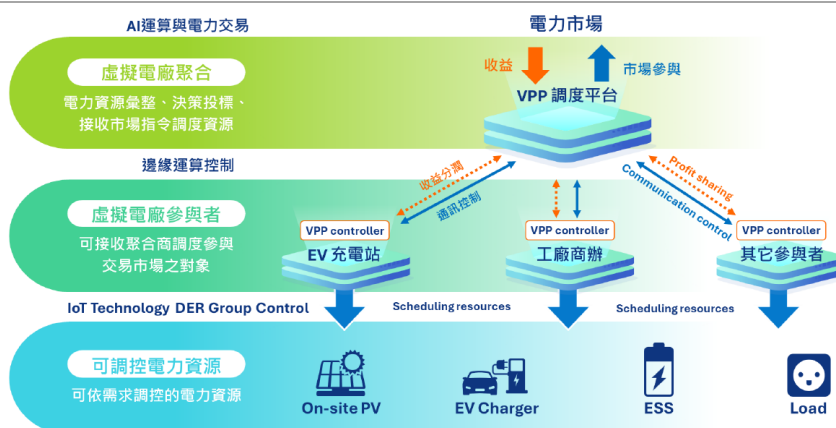 AI運算與電力交易
電力市場
虛擬電廠聚合
電力資源彙整、決策投標、
接收市場指令調度資源
收益
市場參與
VPP 調度平台
邊緣運算控制
收益分潤
通訊控制
Profit sharing
Communication control
虛擬電廠參與者
可接收聚合商調度參與
交易市場之對象
VPP controller
EV 充電站
VPP controller
工廠商辦
VPP controller
其它參與者
IoT Technology DER Group Control
Scheduling resources
Scheduling resources
可調控電力資源
可依需求調控的電力資源
On-site PV
EV Charger
ESS
Load